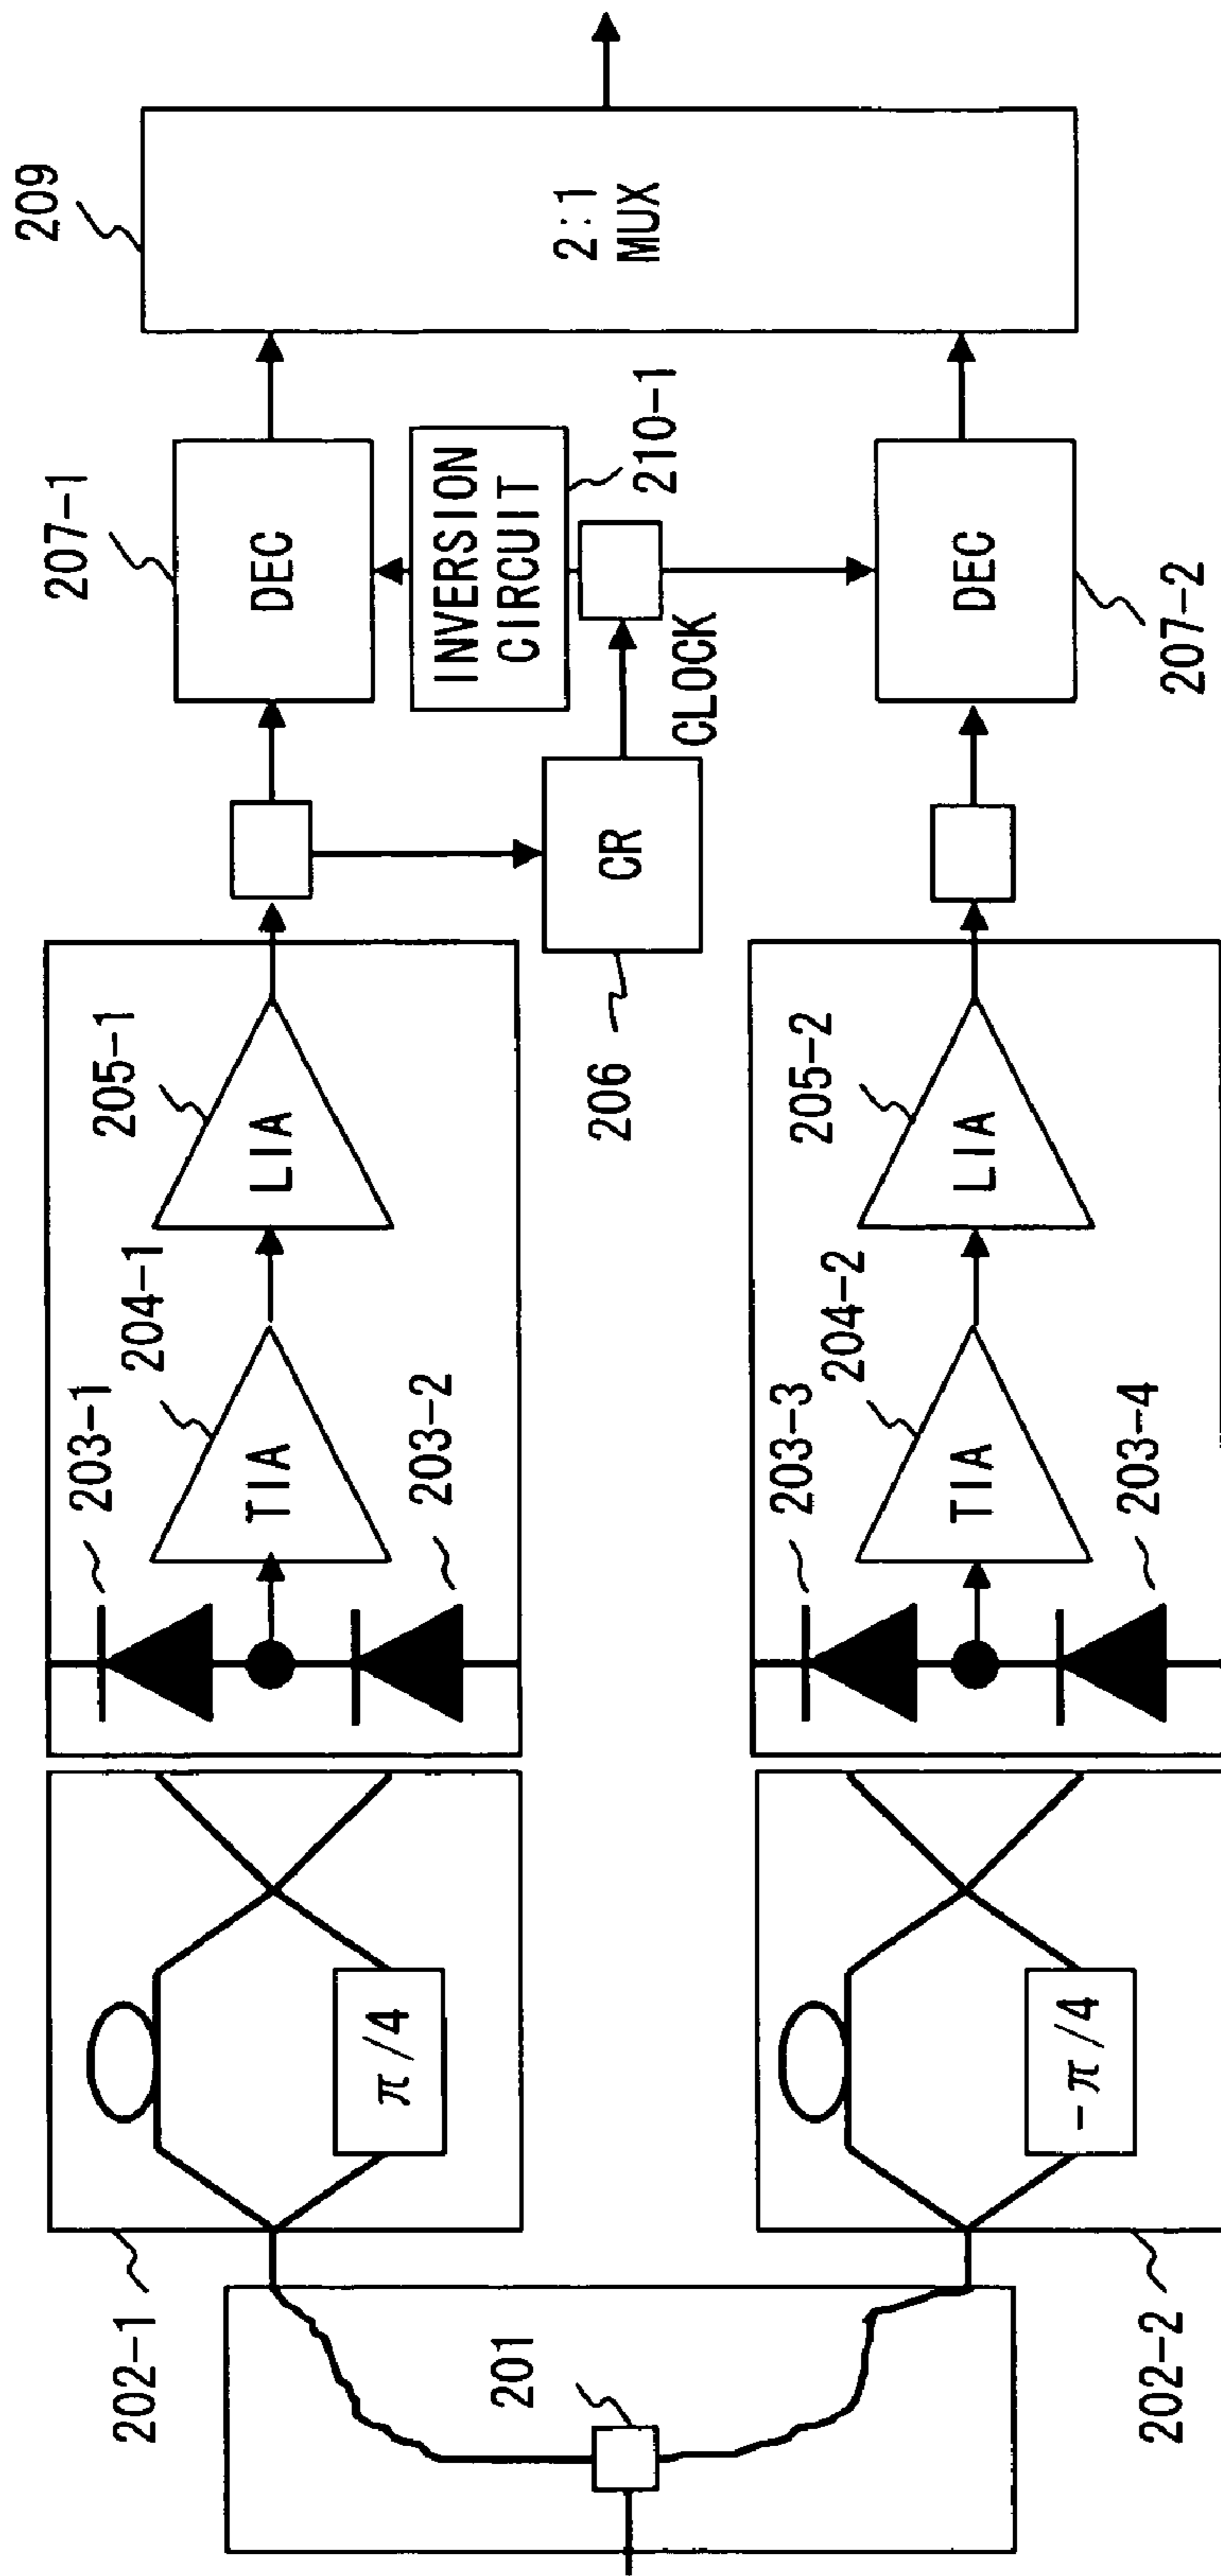 209
2:1
MUX
207-1
DEC
INVERSION
CIRCUIT
210-1
DEC
207-2
CLOCK
CR
206
205-1
LIA
204-1
TIA
203-1
203-2
205-2
LIA
204-2
TIA
203-3
203-4
π/4
202-1
-π/4
202-2
201